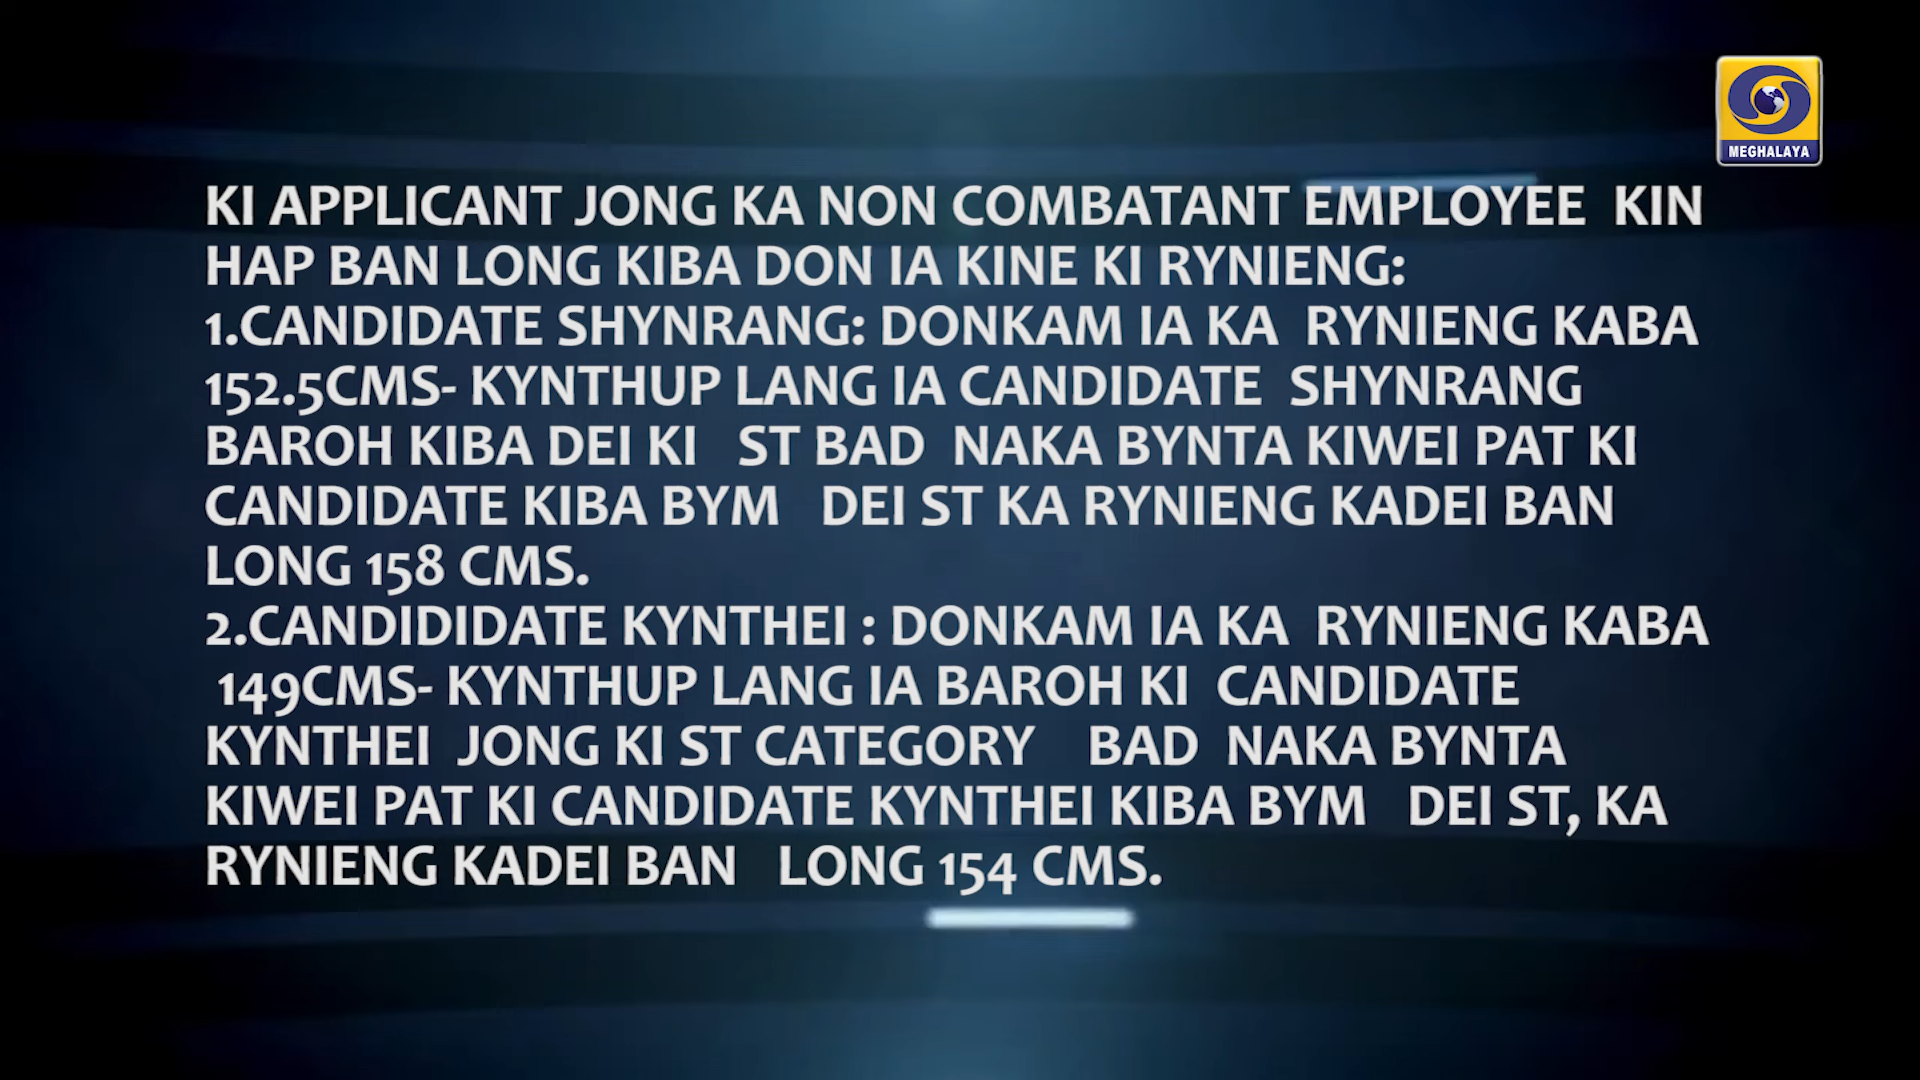 MEGHALAYA
KI APPLICANT JONG KA NON COMBATANT EMPLOYEE KIN
HAP BAN LONG KIBA DON IA KINE KI RYNIENG:
1.CANDIDATE SHYNRANG: DONKAM IA KA RYNIENG KABA
152.5CMS- KYNTHUP LANG IA CANDIDATE SHYNRANG
BAROH KIBA DEI KI ST BAD NAKA BYNTA KIWEI PAT KI
CANDIDATE KIBA BYM DEI ST KA RYNIENG KADEI BAN
LONG 158 CMS.
2.CANDIDIDATE KYNTHEI : DONKAM IA KA RYNIENG KABA
149CMS- KYNTHUP LANG IA BAROH KI CANDIDATE
KYNTHEI JONG KI ST CATEGORY BAD NAKA BYNTA
KIWEI PAT KI CANDIDATE KYNTHEI KIBA BYM DEI ST, KA
RYNIENG KADEI BAN LONG 154 CMS.